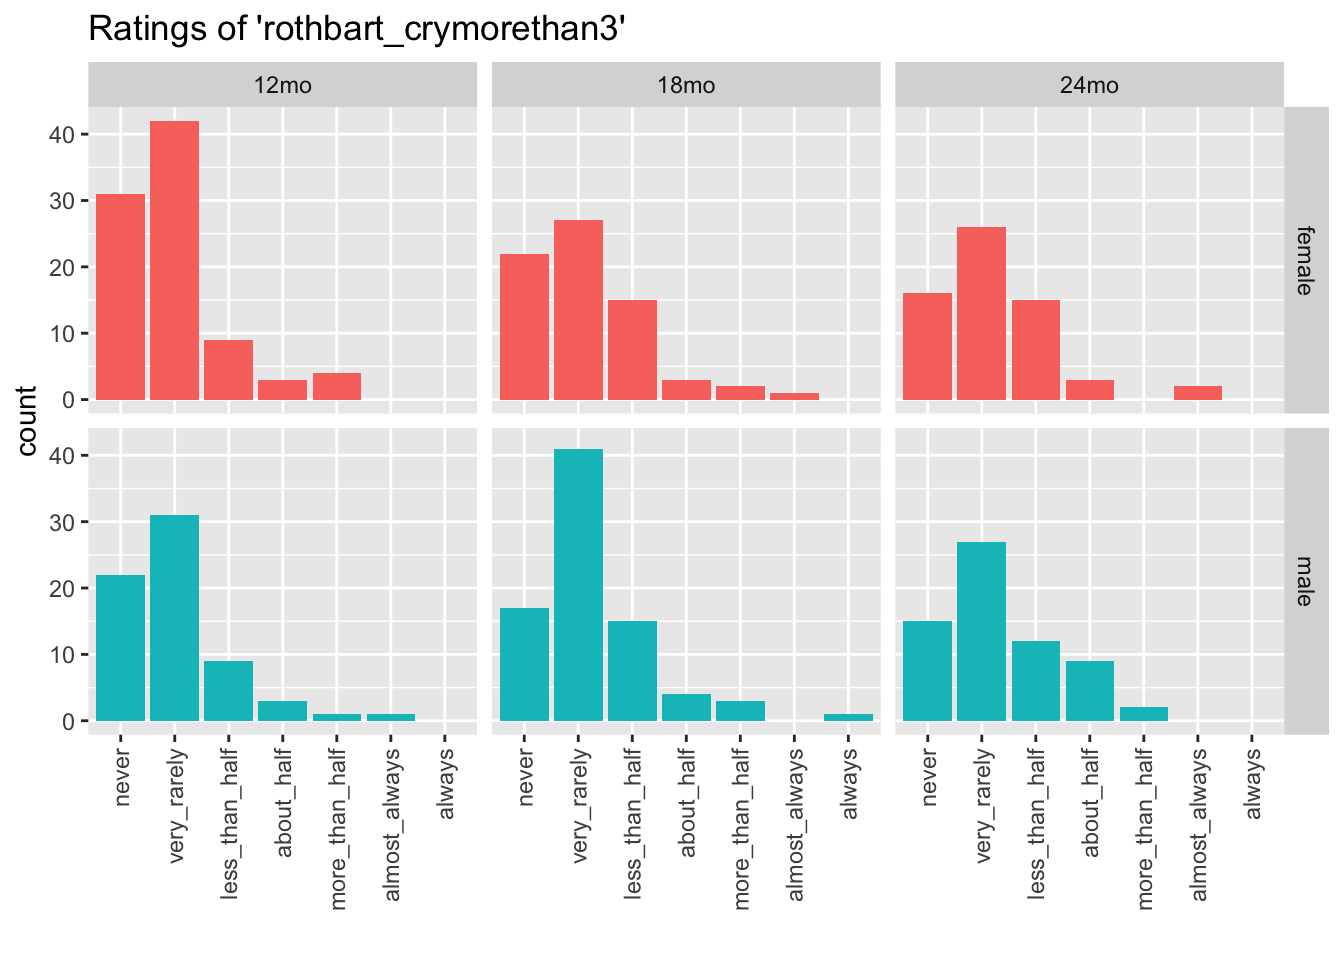 Ratings of 'rothbart_crymorethan3'
12mo 18mo 24mo
40
30
20
10
0
female
count
40
30
20
10
0
male
never very_rarely less_than_half about_half more_than_half almost_always always
never very_rarely less_than_half about_half more_than_half almost_always always
never very_rarely less_than_half about_half more_than_half almost_always always